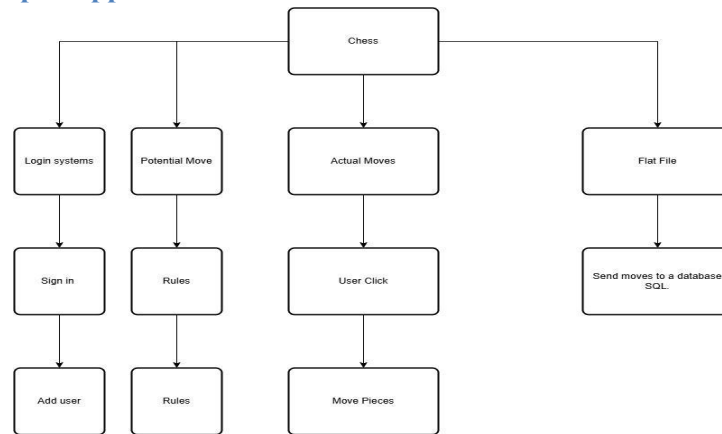 Chess
Login systems
Potential Move
Actual Moves
Flat File
Sign in
Rules
User Click
Send moves to a database
SQL.
Add user
Rules
Move Pieces